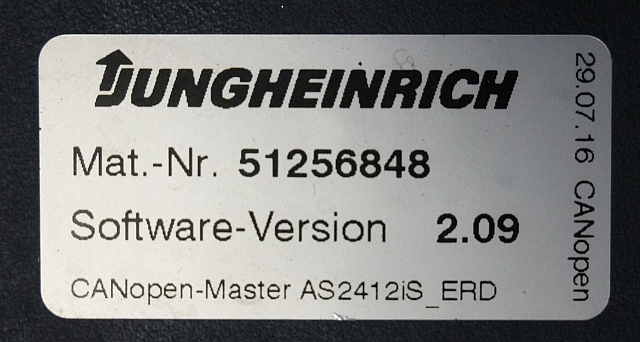 JUNGHEINRICH
Mat.-Nr. 51256848
Software-Version 2.09
CANopen-Master AS2412iS_ERD
29.07.16 CANopen